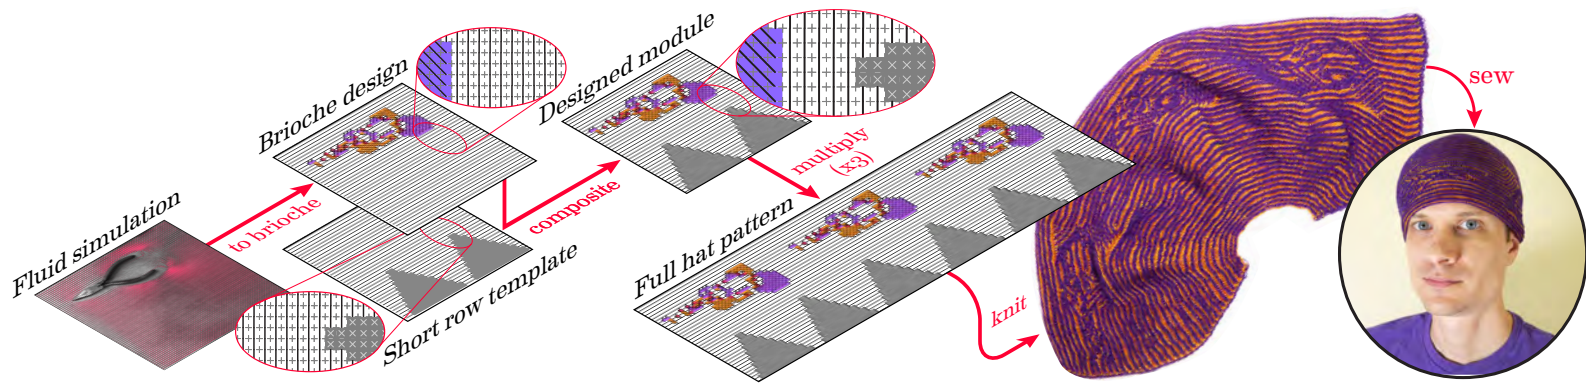 Fluid simulation
to brioche
Brioche design
Short row template
composite
Designed module
multiply
(x3)
Full hat pattern
knit
sew